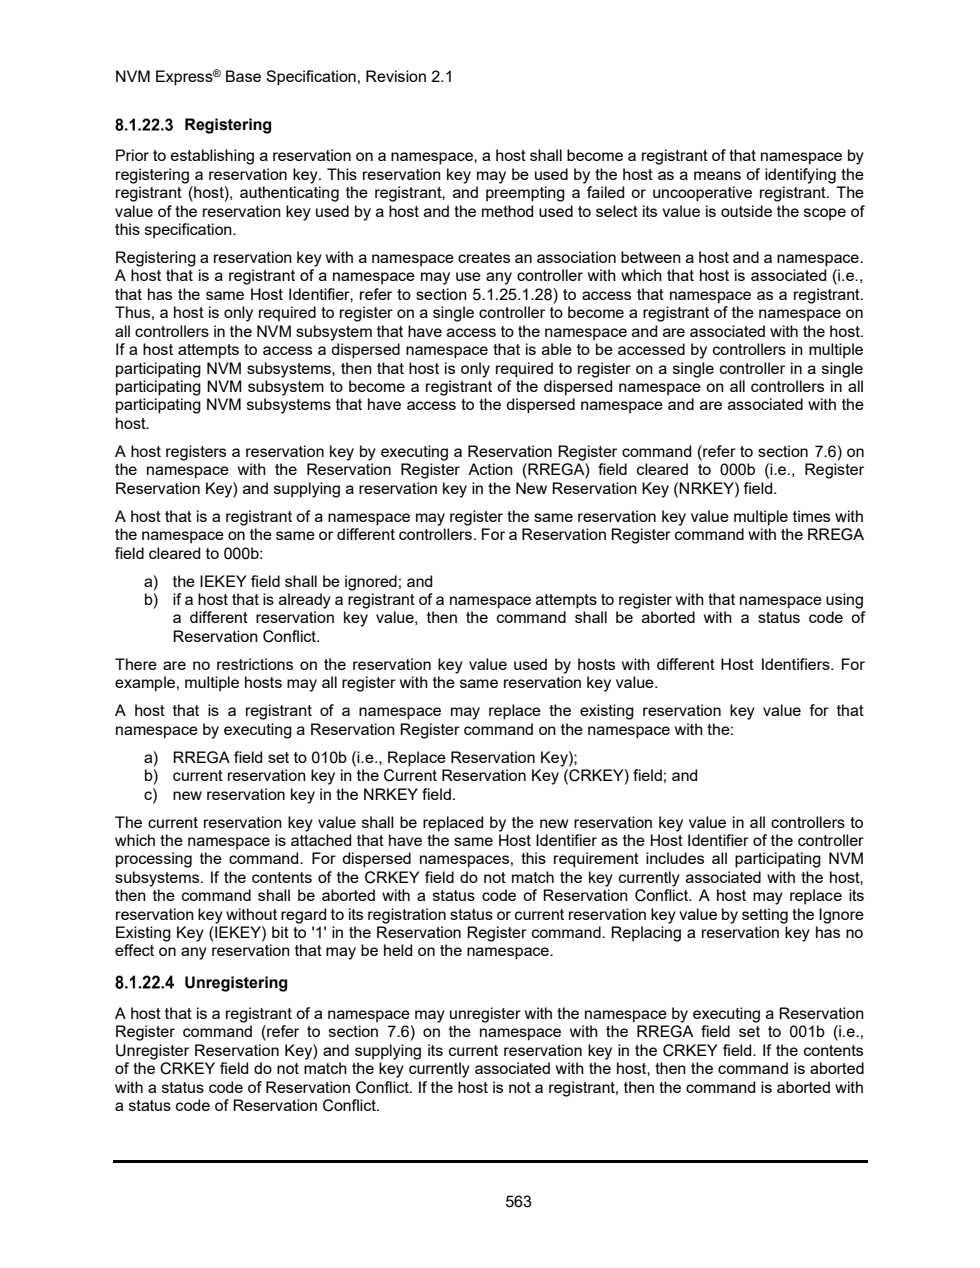 NVM Express® Base Specification, Revision 2.1
8.1.22.3 Registering
Prior to establishing a reservation on a namespace, a host shall become a registrant of that namespace by
registering a reservation key. This reservation key may be used by the host as a means of identifying the
registrant (host), authenticating the registrant, and preempting a failed or uncooperative registrant. The
value of the reservation key used by a host and the method used to select its value is outside the scope of
this specification.
Registering a reservation key with a namespace creates an association between a host and a namespace.
A host that is a registrant of a namespace may use any controller with which that host is associated (i.e.,
that has the same Host Identifier, refer to section 5.1.25.1.28) to access that namespace as a registrant.
Thus, a host is only required to register on a single controller to become a registrant of the namespace on
all controllers in the NVM subsystem that have access to the namespace and are associated with the host.
If a host attempts to access a dispersed namespace that is able to be accessed by controllers in multiple
participating NVM subsystems, then that host is only required to register on a single controller in a single
participating NVM subsystem to become a registrant of the dispersed namespace on all controllers in all
participating NVM subsystems that have access to the dispersed namespace and are associated with the
host.
A host registers a reservation key by executing a Reservation Register command (refer to section 7.6) on
the namespace with the Reservation Register Action (RREGA) field cleared to 000b (i.e., Register
Reservation Key) and supplying a reservation key in the New Reservation Key (NRKEY) field.
A host that is a registrant of a namespace may register the same reservation key value multiple times with
the namespace on the same or different controllers. For a Reservation Register command with the RREGA
field cleared to 000b:
a) the IEKEY field shall be ignored; and
b) if a host that is already a registrant of a namespace attempts to register with that namespace using
a different reservation key value, then the command shall be aborted with a status code of
Reservation Conflict.
There are no restrictions on the reservation key value used by hosts with different Host Identifiers. For
example, multiple hosts may all register with the same reservation key value.
A host that is a registrant of a namespace may replace the existing reservation key value for that
namespace by executing a Reservation Register command on the namespace with the:
a) RREGA field set to 010b (i.e., Replace Reservation Key);
b) current reservation key in the Current Reservation Key (CRKEY) field; and
c) new reservation key in the NRKEY field.
The current reservation key value shall be replaced by the new reservation key value in all controllers to
which the namespace is attached that have the same Host Identifier as the Host Identifier of the controller
processing the command. For dispersed namespaces, this requirement includes all participating NVM
subsystems. If the contents of the CRKEY field do not match the key currently associated with the host,
then the command shall be aborted with a status code of Reservation Conflict. A host may replace its
reservation key without regard to its registration status or current reservation key value by setting the Ignore
Existing Key (IEKEY) bit to '1' in the Reservation Register command. Replacing a reservation key has no
effect on any reservation that may be held on the namespace.
8.1.22.4 Unregistering
A host that is a registrant of a namespace may unregister with the namespace by executing a Reservation
Register command (refer to section 7.6) on the namespace with the RREGA field set to 001b (i.e.,
Unregister Reservation Key) and supplying its current reservation key in the CRKEY field. If the contents
of the CRKEY field do not match the key currently associated with the host, then the command is aborted
with a status code of Reservation Conflict. If the host is not a registrant, then the command is aborted with
a status code of Reservation Conflict.
563